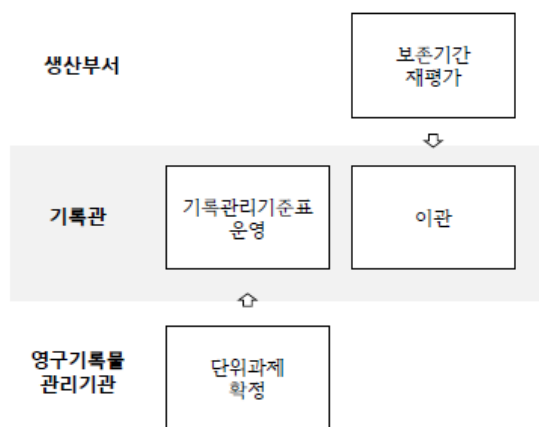 생산부서
보존기간
재평가
기록관
기록관리기준표
운영
이관
영구기록물
관리기관
단위과제
확정